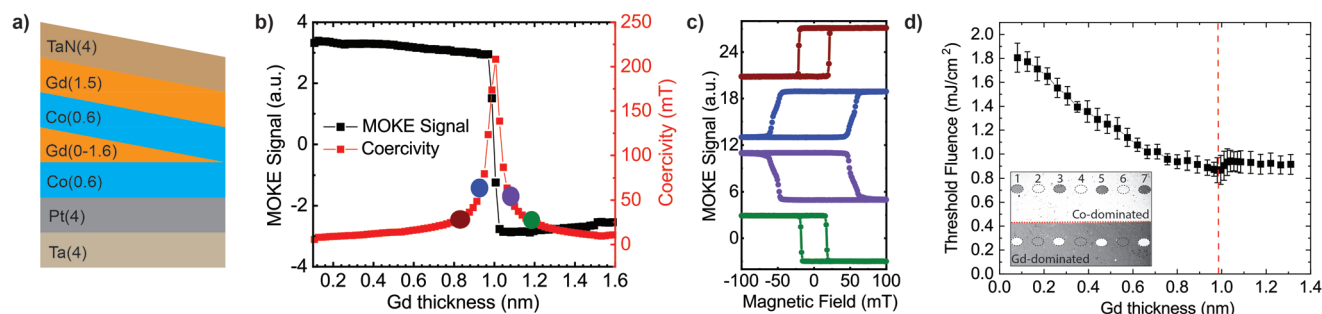 a)
TaN(4)
Gd(1.5)
Co(0.6)
Gd(0-1.6)
Co(0.6)
Pt(4)
Ta(4)
b)
MOKE Signal (a.u.)
4
2
0
-2
-4
MOKE Signal
Coercivity
250
200
150
100
50
0
Coercivity (mT)
0.2 0.4 0.6 0.8 1.0 1.2 1.4 1.6
Gd thickness (nm)
c)
MOKE Signal (a.u.)
27
18
12
6
0
-100 -50 0 50 100
Magnetic Field (mT)
d)
Threshold Fluence (mJ/cm²)
2.0
1.8
1.6
1.4
1.2
1.0
0.8
0.6
0.4
0.2
0.0
1 2 3 4 5 6 7
Co-dominated
Gd-dominated
0.0 0.2 0.4 0.6 0.8 1.0 1.2 1.4
Gd thickness (nm)